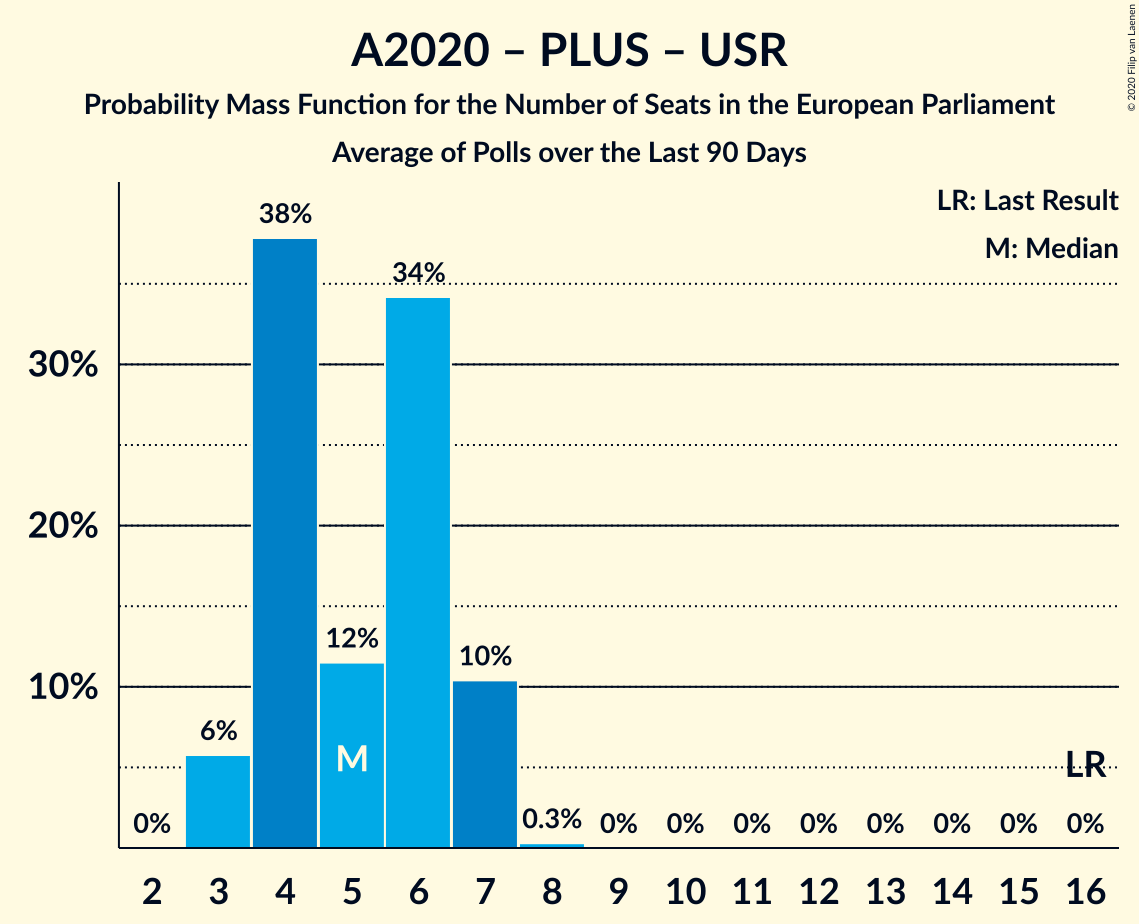 A2020 – PLUS – USR
Probability Mass Function for the Number of Seats in the European Parliament
Average of Polls over the Last 90 Days
© 2020 Filip van Laenen
LR: Last Result
M: Median
38%
34%
30%
20%
12%
10%
10%
6%
M
LR
0%
0.3%
0% 0% 0% 0% 0% 0% 0% 0%
2 3 4 5 6 7 8 9 10 11 12 13 14 15 16